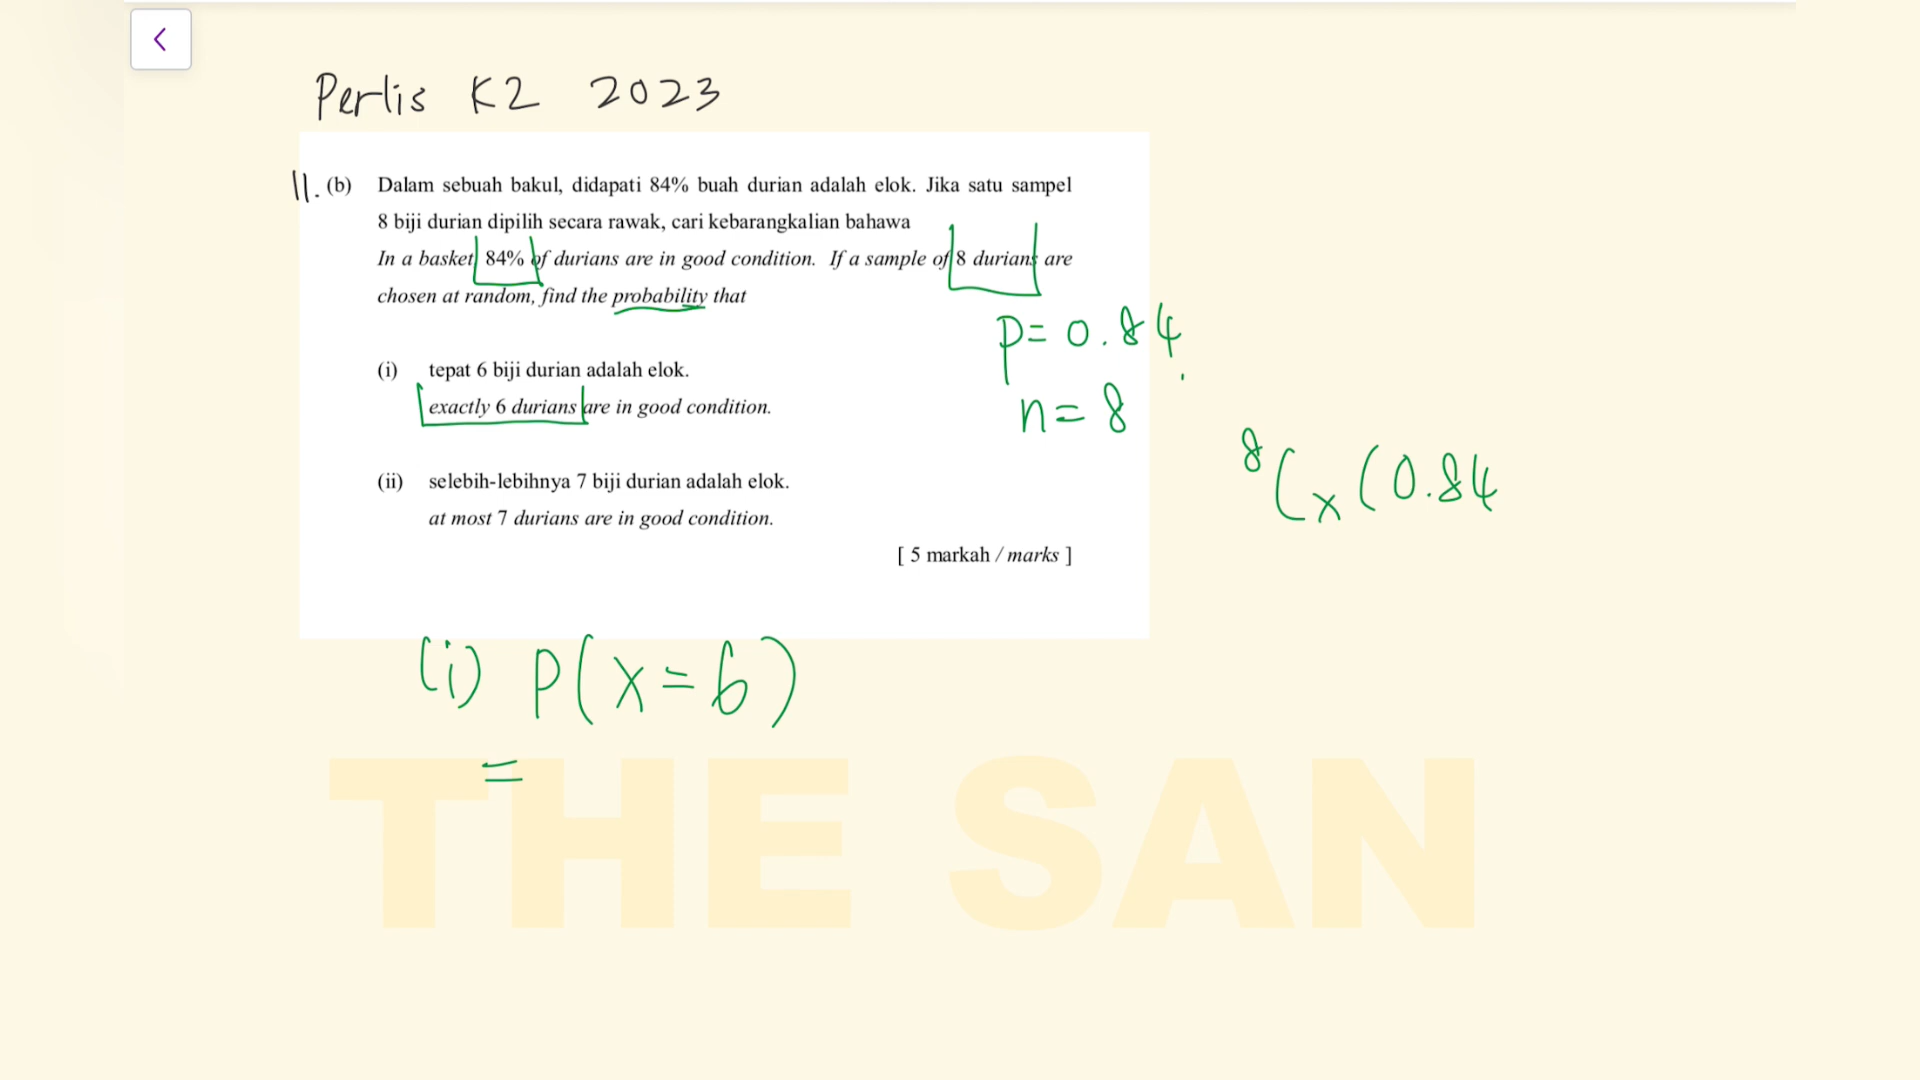 Perlis K2 2023
11. (b) Dalam sebuah bakul, didapati 84% buah durian adalah elok. Jika satu sampel
8 biji durian dipilih secara rawak, cari kebarangkalian bahawa
In a basket 84% of durians are in good condition. If a sample of 8 durians are
chosen at random, find the probability that
p = 0.84
(i) tepat 6 biji durian adalah elok.
exactly 6 durians are in good condition.
n = 8
⁸Cₓ (0.84
(ii) selebih-lebihnya 7 biji durian adalah elok.
at most 7 durians are in good condition.
[ 5 markah / marks ]
(i) P(x = 6)
=
THE SAN